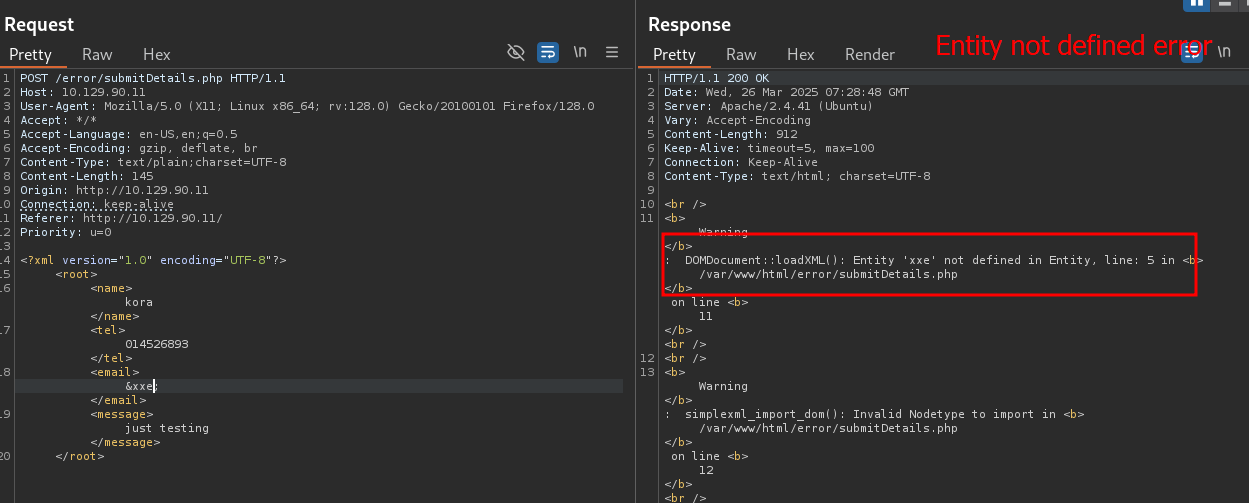 Request
Pretty Raw Hex \n
1 POST /error/submitDetails.php HTTP/1.1
2 Host: 10.129.90.11
3 User-Agent: Mozilla/5.0 (X11; Linux x86_64; rv:128.0) Gecko/20100101 Firefox/128.0
4 Accept: */*
5 Accept-Language: en-US,en;q=0.5
6 Accept-Encoding: gzip, deflate, br
7 Content-Type: text/plain;charset=UTF-8
8 Content-Length: 145
9 Origin: http://10.129.90.11
10 Connection: keep-alive
11 Referer: http://10.129.90.11/
12 Priority: u=0
13
14 <?xml version="1.0" encoding="UTF-8"?>
15 <root>
16 <name>
kora
</name>
17 <tel>
014526893
</tel>
18 <email>
&xxe;
</email>
19 <message>
just testing
</message>
20 </root>
Response
Pretty Raw Hex Render \n
Entity not defined error
1 HTTP/1.1 200 OK
2 Date: Wed, 26 Mar 2025 07:28:48 GMT
3 Server: Apache/2.4.41 (Ubuntu)
4 Vary: Accept-Encoding
5 Content-Length: 912
6 Keep-Alive: timeout=5, max=100
7 Connection: Keep-Alive
8 Content-Type: text/html; charset=UTF-8
9
10 <br />
11 <b>
Warning
</b>
: DOMDocument::loadXML(): Entity 'xxe' not defined in Entity, line: 5 in <b>
/var/www/html/error/submitDetails.php
</b>
on line <b>
11
</b>
<br />
12 <br />
13 <b>
Warning
</b>
: simplexml_import_dom(): Invalid Nodetype to import in <b>
/var/www/html/error/submitDetails.php
</b>
on line <b>
12
</b>
<br />